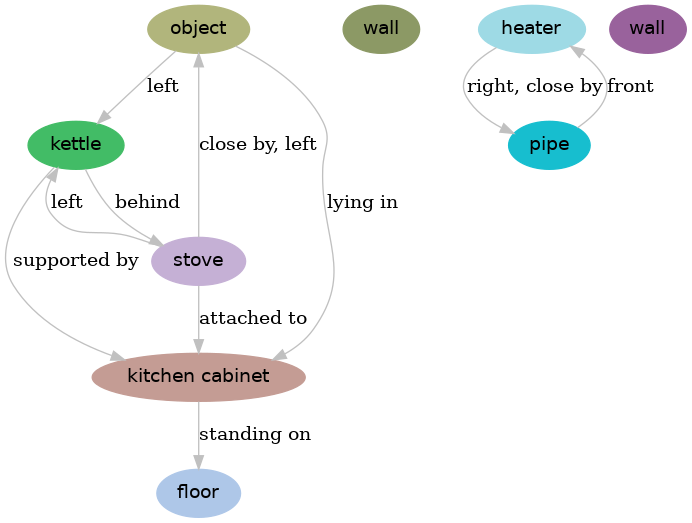 object
wall
heater
wall
left
right, close by
front
kettle
close by, left
pipe
left
behind
lying in
supported by
stove
attached to
kitchen cabinet
standing on
floor